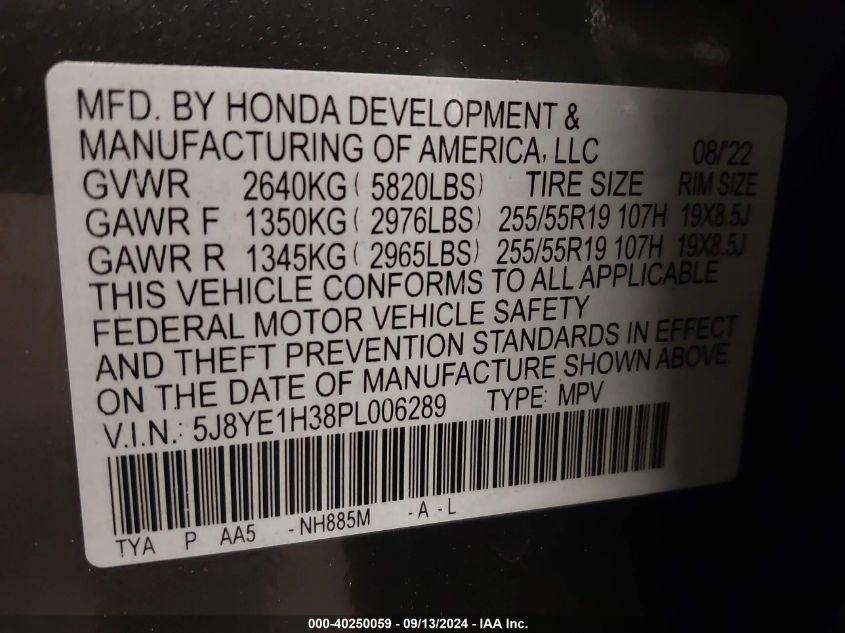 MFD. BY HONDA DEVELOPMENT &
MANUFACTURING OF AMERICA, LLC 08/'22
GVWR 2640KG ( 5820LBS) TIRE SIZE RIM SIZE
GAWR F 1350KG ( 2976LBS) 255/55R19 107H 19X8.5J
GAWR R 1345KG ( 2965LBS) 255/55R19 107H 19X8.5J
THIS VEHICLE CONFORMS TO ALL APPLICABLE
FEDERAL MOTOR VEHICLE SAFETY
AND THEFT PREVENTION STANDARDS IN EFFECT
ON THE DATE OF MANUFACTURE SHOWN ABOVE.
V.I.N.: 5J8YE1H38PL006289 TYPE: MPV
TYA P AA5 -NH885M -A -L
000-40250059 - 09/13/2024 - IAA Inc.